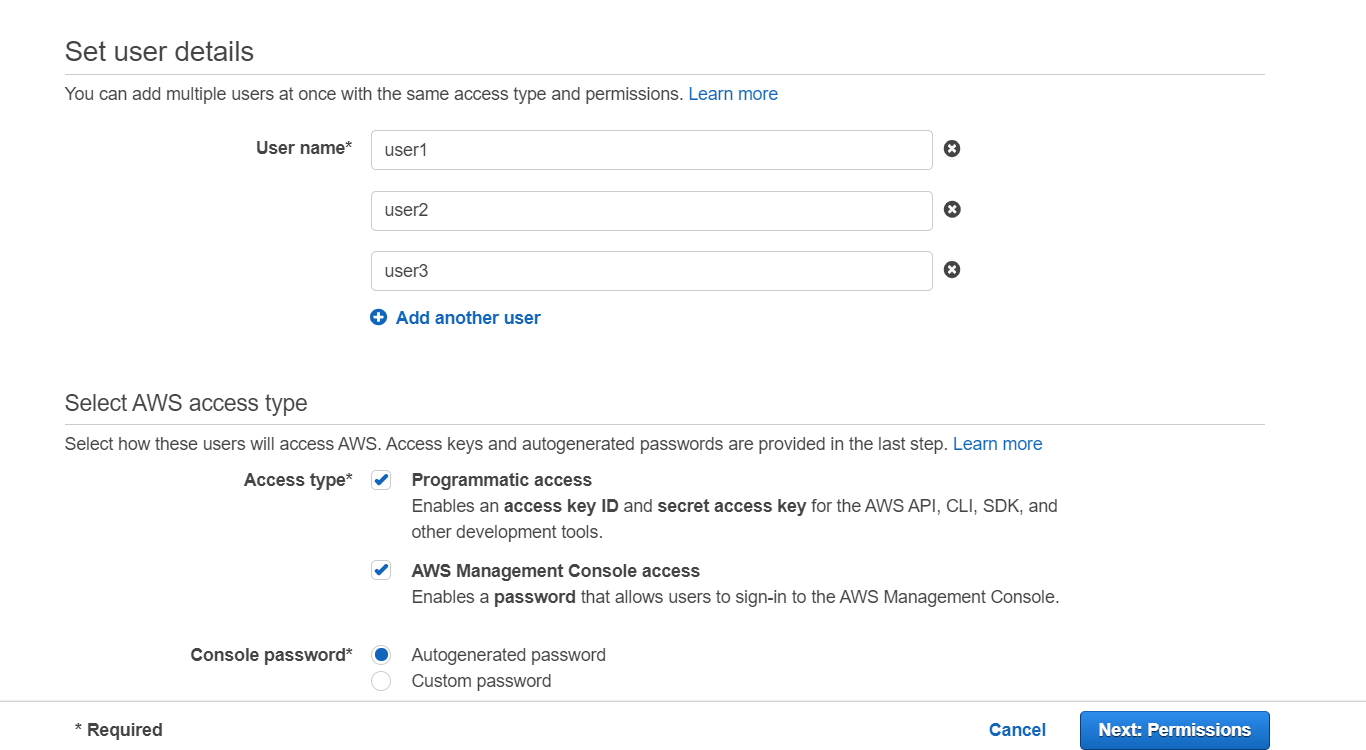 Set user details
You can add multiple users at once with the same access type and permissions. Learn more
User name* user1
user2
user3
Add another user
Select AWS access type
Select how these users will access AWS. Access keys and autogenerated passwords are provided in the last step. Learn more
Access type* Programmatic access
Enables an access key ID and secret access key for the AWS API, CLI, SDK, and
other development tools.
AWS Management Console access
Enables a password that allows users to sign-in to the AWS Management Console.
Console password* Autogenerated password
Custom password
* Required Cancel Next: Permissions